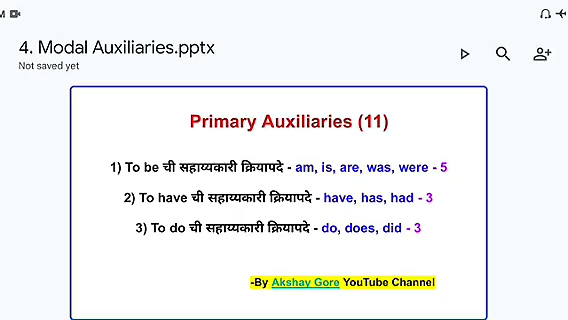 4. Modal Auxiliaries.pptx
Not saved yet
Primary Auxiliaries (11)
1) To be ची सहाय्यकारी क्रियापदे - am, is, are, was, were - 5
2) To have ची सहाय्यकारी क्रियापदे - have, has, had - 3
3) To do ची सहाय्यकारी क्रियापदे - do, does, did - 3
-By Akshay Gore YouTube Channel